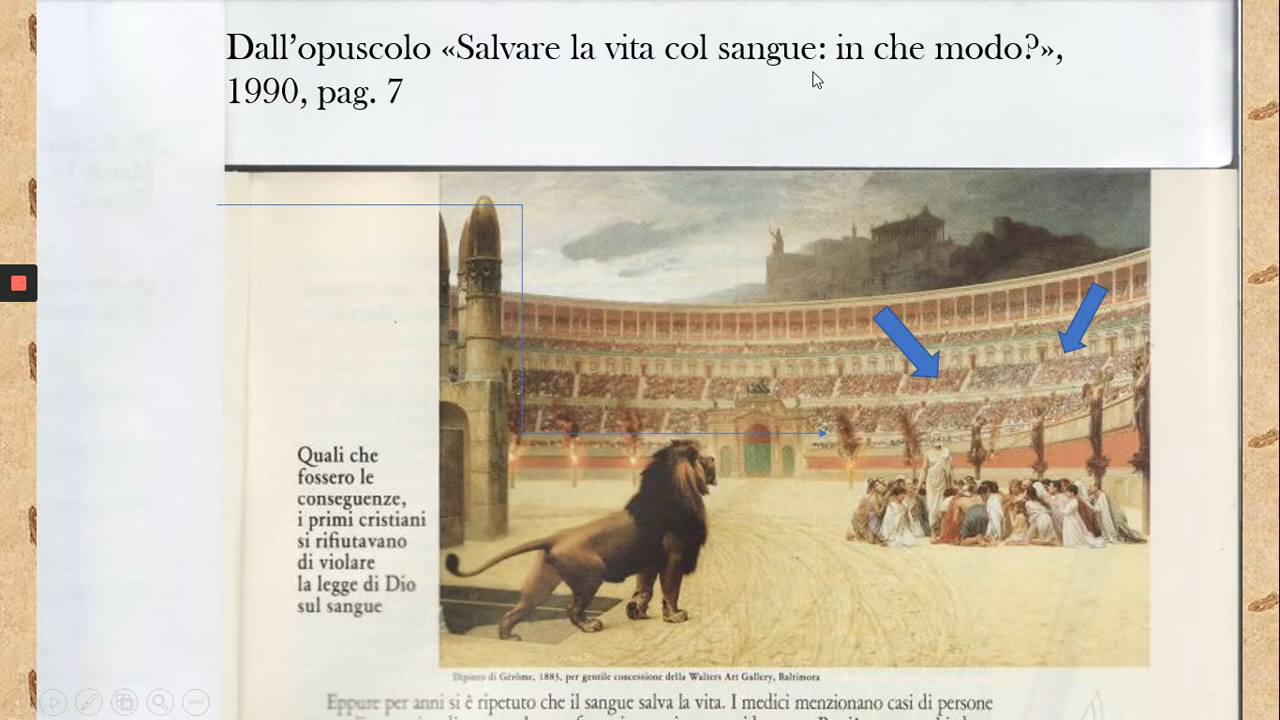 Dall’opuscolo «Salvare la vita col sangue: in che modo?»,
1990, pag. 7
Quali che
fossero le
conseguenze,
i primi cristiani
si rifiutavano
di violare
la legge di Dio
sul sangue
Dipinto di Gérôme, 1883, per gentile concessione della Walters Art Gallery, Baltimora
Eppure per anni si è ripetuto che il sangue salva la vita. I medici menzionano casi di persone